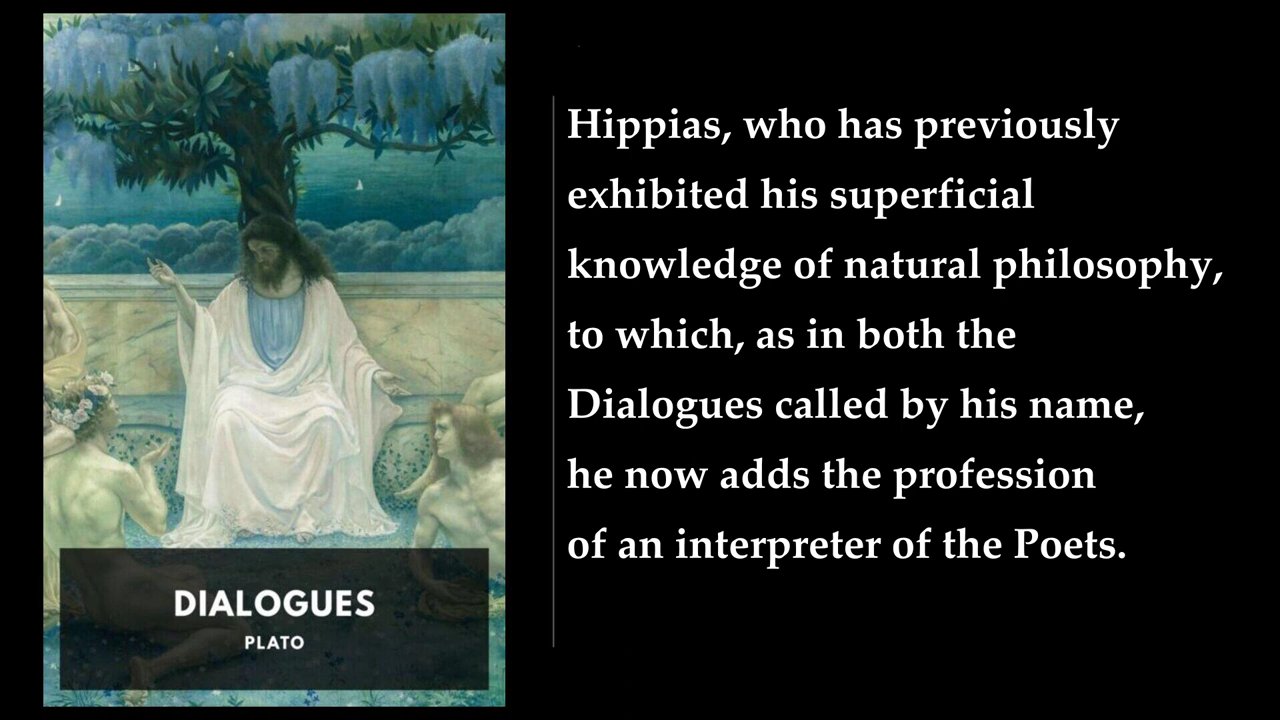 Hippias, who has previously
exhibited his superficial
knowledge of natural philosophy,
to which, as in both the
Dialogues called by his name,
he now adds the profession
of an interpreter of the Poets.
DIALOGUES
PLATO